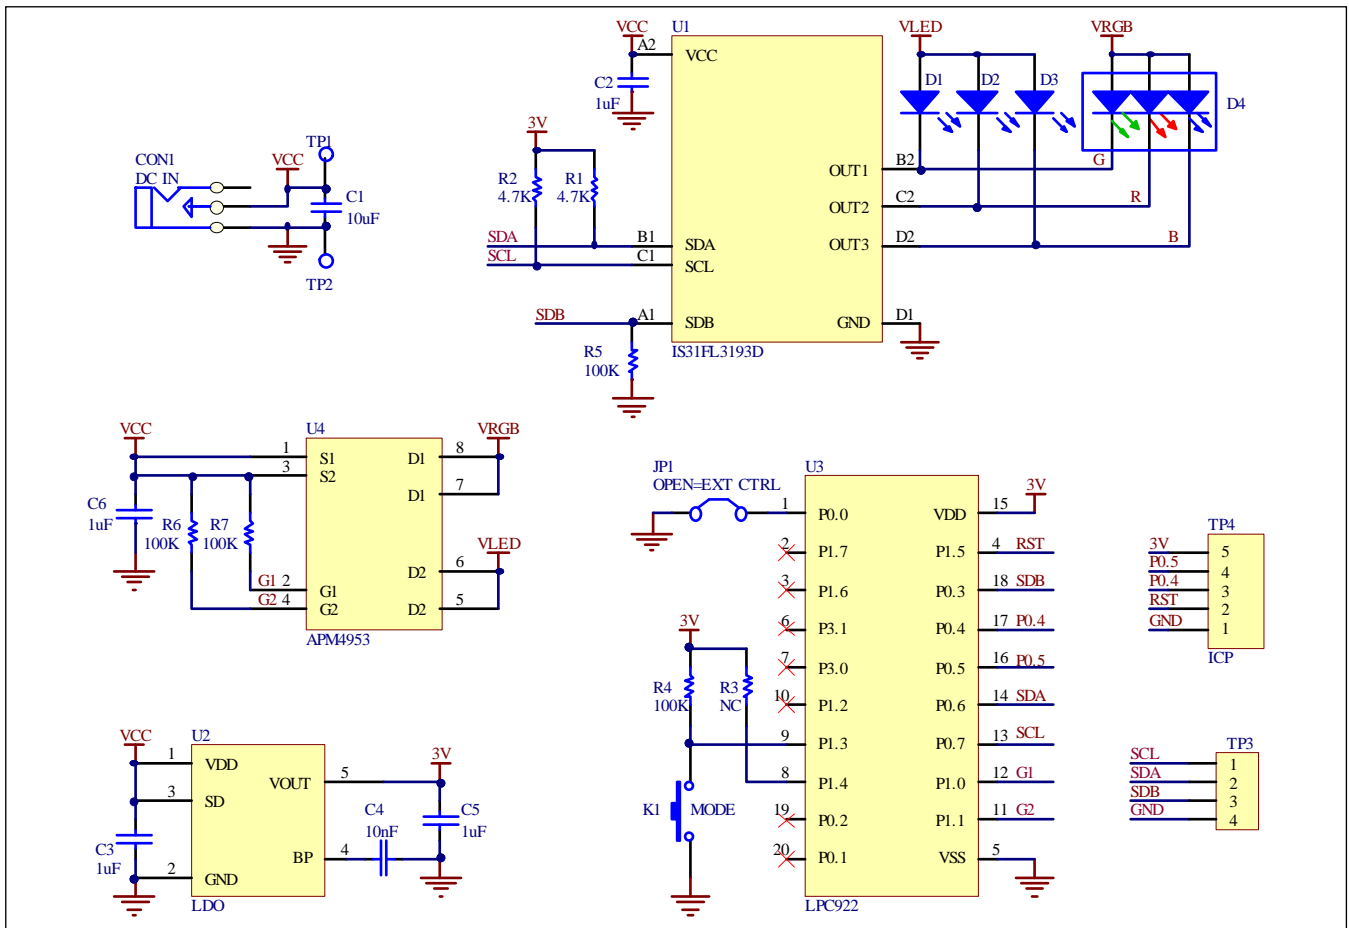 U1
VCC
A2
VCC
C2
1uF
3V
R2
4.7K
R1
4.7K
SDA
B1
SDA
SCL
C1
SCL
SDB
A1
SDB
R5
100K
IS31FL3193D
OUT1
B2
OUT2
C2
OUT3
D2
GND
D1
VLED
D1
D2
D3
VRGB
D4
G
R
B
CON1
DC IN
VCC
TP1
C1
10uF
TP2
U4
VCC
1
S1
3
S2
C6
1uF
R6
100K
R7
100K
G1 2
G1
G2 4
G2
APM4953
D1
8
VRGB
D1
7
VLED
D2
6
D2
5
U2
VCC
1
VDD
3
SD
C3
1uF
2
GND
LDO
VOUT
5
3V
BP
4
C4
10nF
C5
1uF
JP1
OPEN=EXT CTRL
U3
1
P0.0
2
P1.7
3
P1.6
6
P3.1
7
P3.0
10
P1.2
9
P1.3
8
P1.4
19
P0.2
20
P0.1
3V
R4
100K
R3
NC
K1
MODE
LPC922
VDD
15
3V
P1.5
4
RST
P0.3
18
SDB
P0.4
17
P0.4
P0.5
16
P0.5
P0.6
14
SDA
P0.7
13
SCL
P1.0
12
G1
P1.1
11
G2
VSS
5
TP4
3V
5
P0.5
4
P0.4
3
RST
2
GND
1
ICP
TP3
SCL
1
SDA
2
SDB
3
GND
4